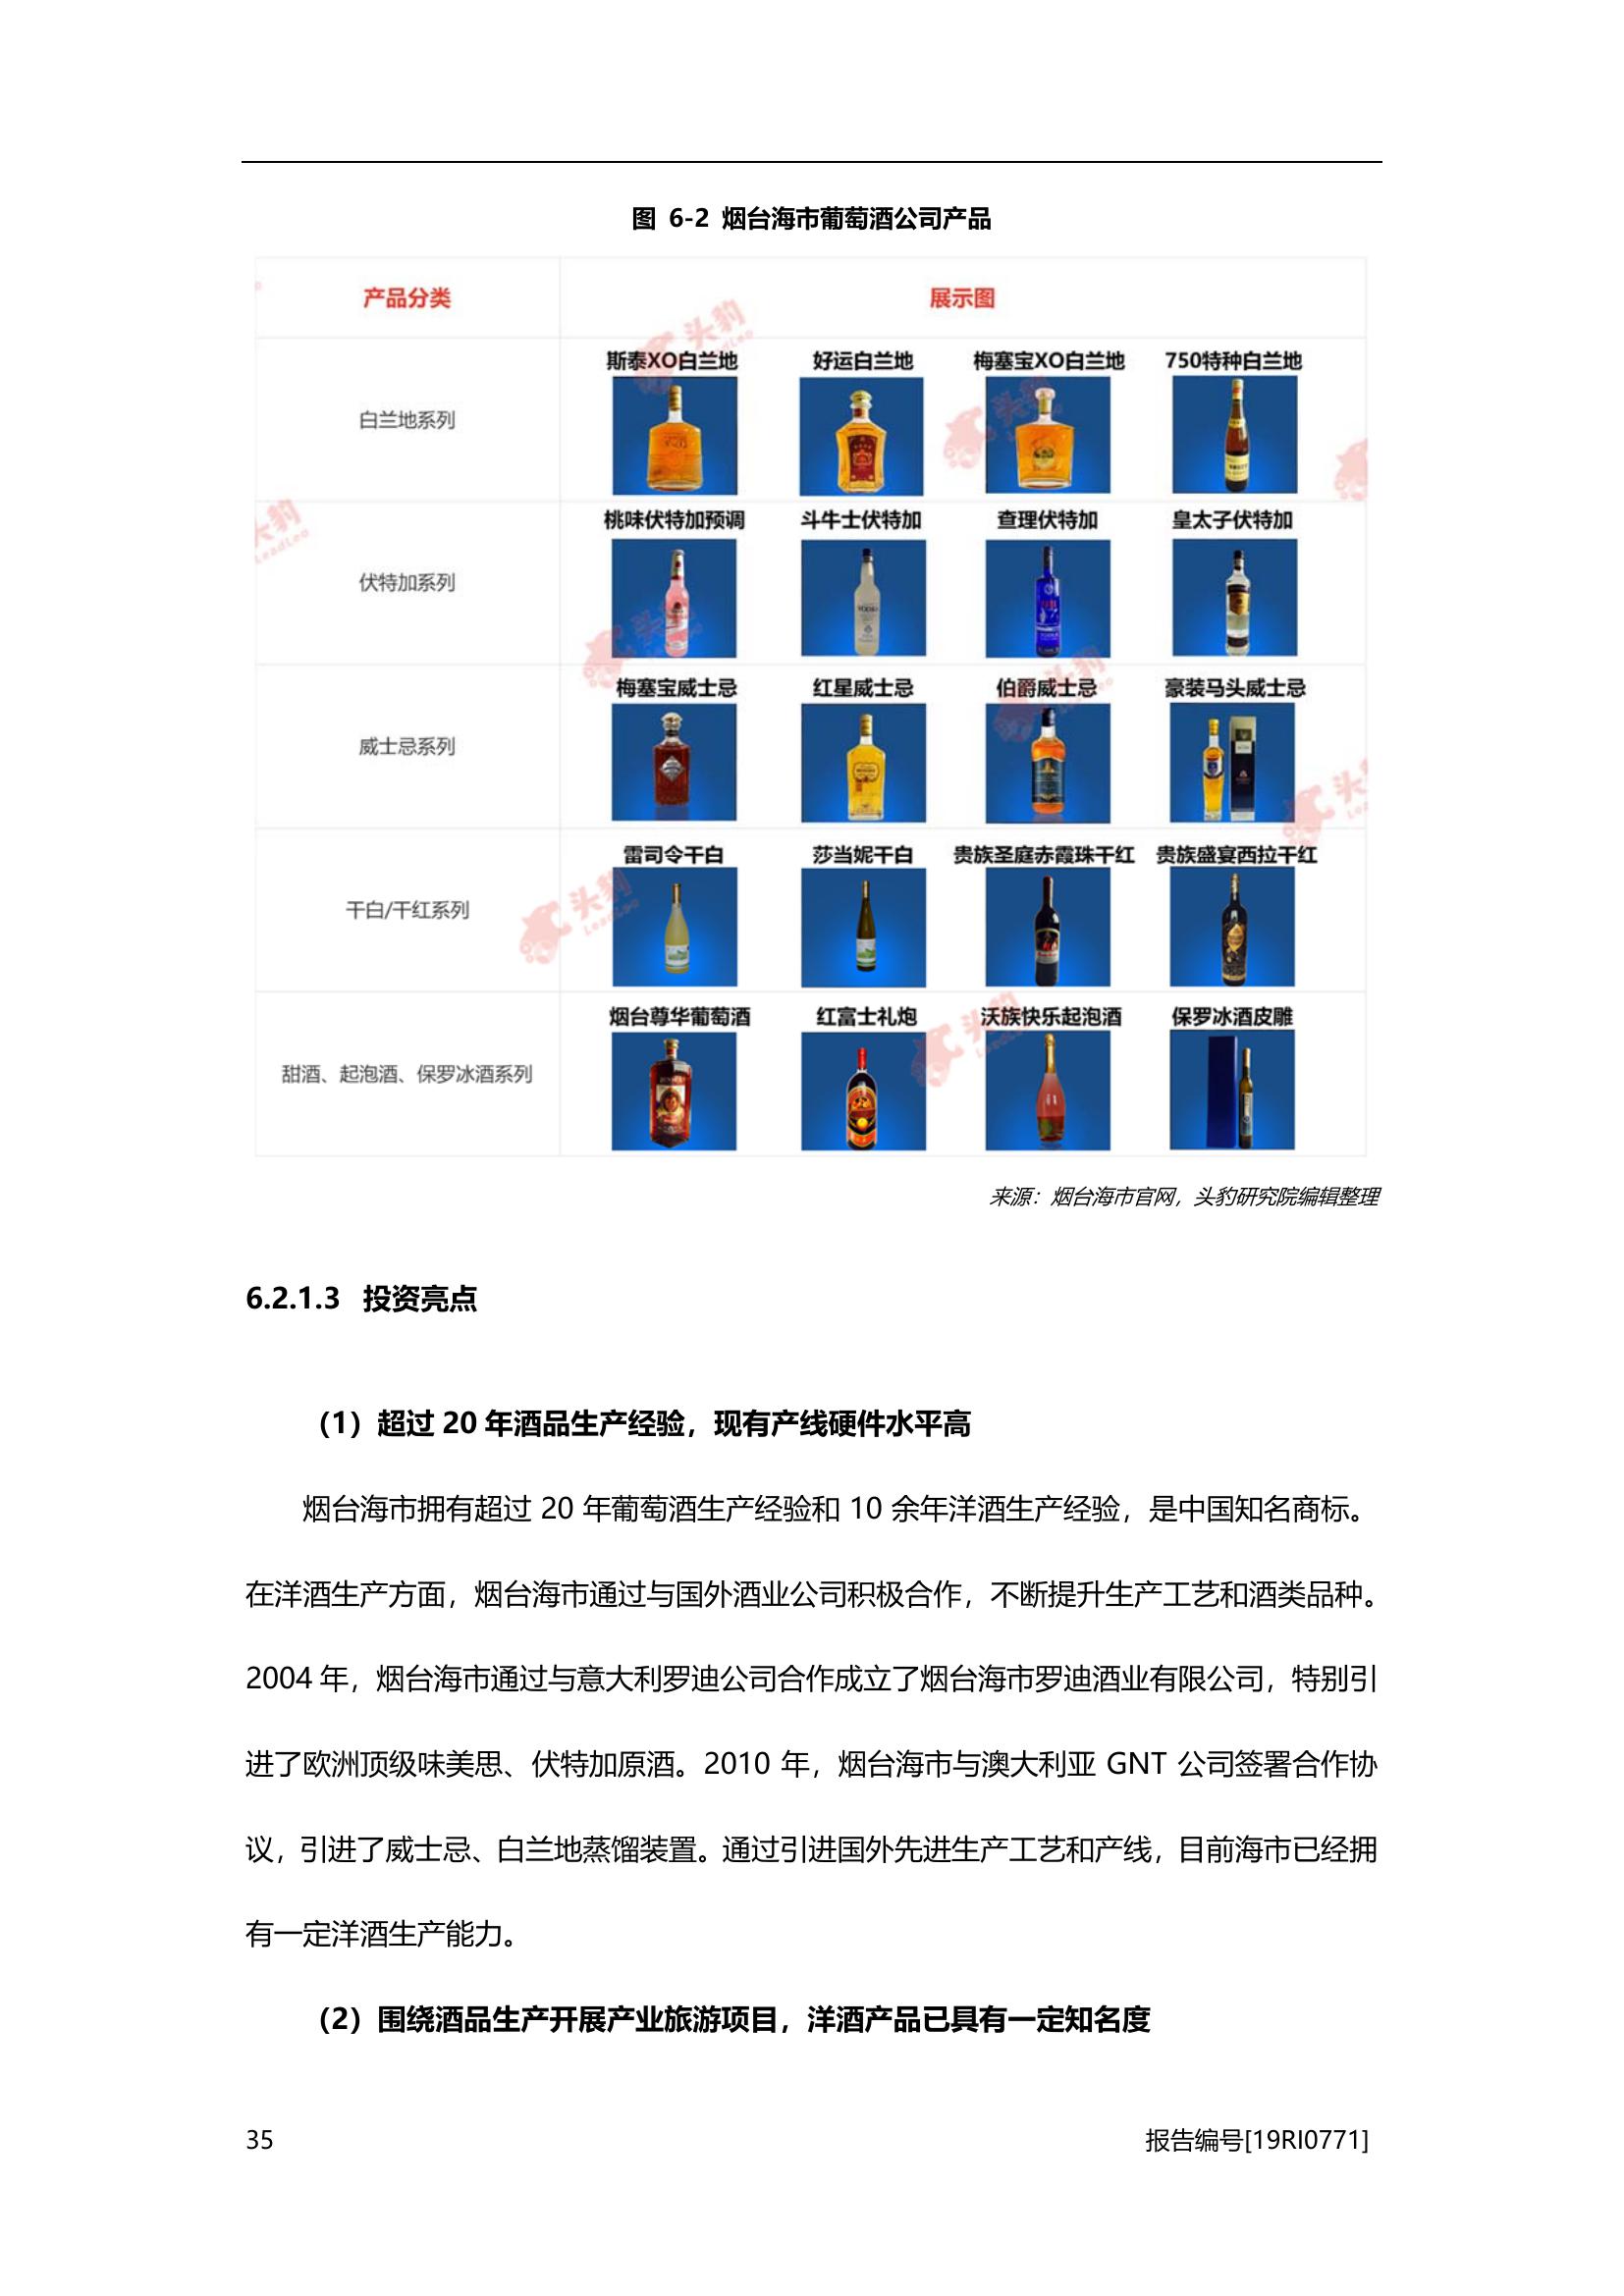 图 6-2 烟台海市葡萄酒公司产品
产品分类 展示图
斯泰XO白兰地 好运白兰地 梅塞宝XO白兰地 750特种白兰地
白兰地系列
桃味伏特加预调 斗牛士伏特加 查理伏特加 皇太子伏特加
伏特加系列
梅塞宝威士忌 红星威士忌 伯爵威士忌 豪装马头威士忌
威士忌系列
雷司令干白 莎当妮干白 贵族圣庭赤霞珠干红 贵族盛宴西拉干红
干白/干红系列
烟台尊华葡萄酒 红富士礼炮 沃族快乐起泡酒 保罗冰酒皮雕
甜酒、起泡酒、保罗冰酒系列
头豹
LeadLeo
来源：烟台海市官网，头豹研究院编辑整理
6.2.1.3 投资亮点
（1）超过 20 年酒品生产经验，现有产线硬件水平高
烟台海市拥有超过 20 年葡萄酒生产经验和 10 余年洋酒生产经验，是中国知名商标。
在洋酒生产方面，烟台海市通过与国外酒业公司积极合作，不断提升生产工艺和酒类品种。
2004 年，烟台海市通过与意大利罗迪公司合作成立了烟台海市罗迪酒业有限公司，特别引
进了欧洲顶级味美思、伏特加原酒。2010 年，烟台海市与澳大利亚 GNT 公司签署合作协
议，引进了威士忌、白兰地蒸馏装置。通过引进国外先进生产工艺和产线，目前海市已经拥
有一定洋酒生产能力。
（2）围绕酒品生产开展产业旅游项目，洋酒产品已具有一定知名度
35 报告编号[19RI0771]